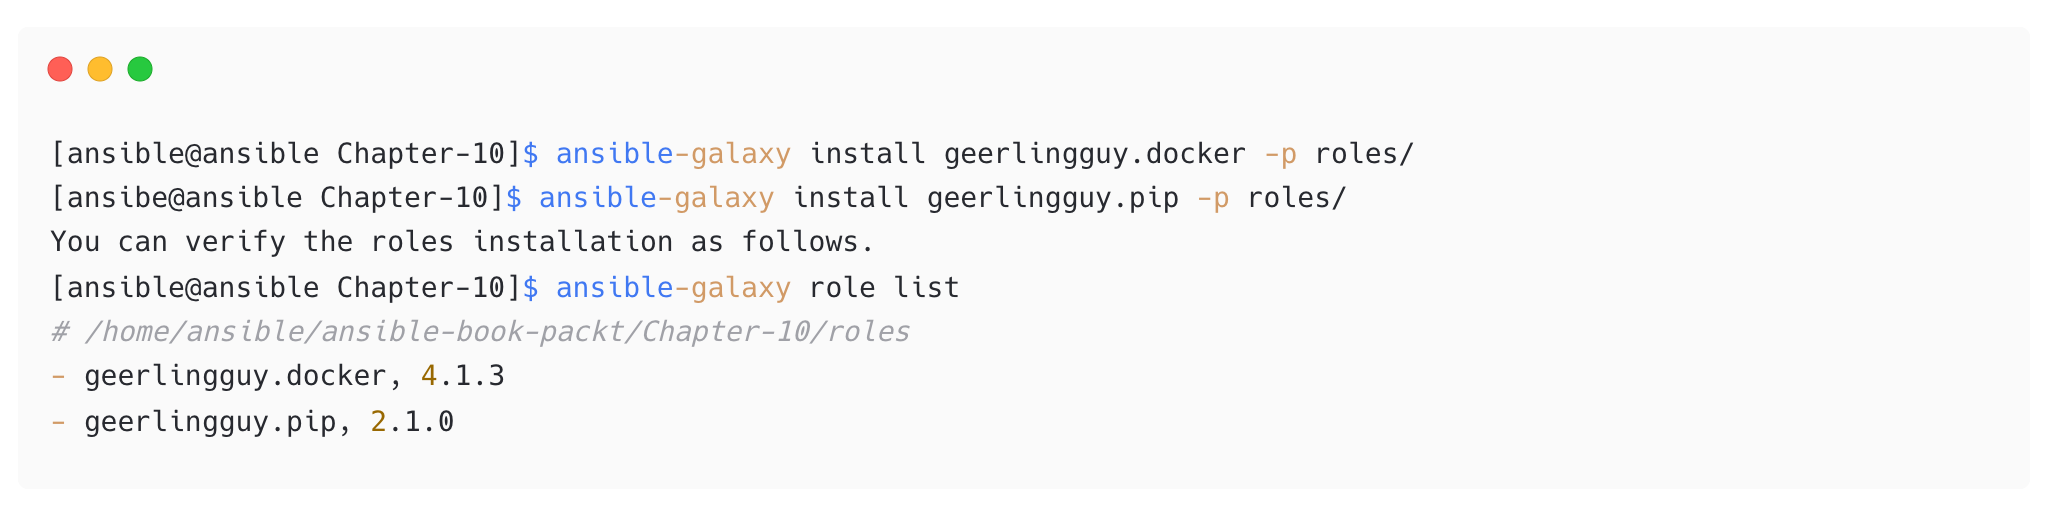 [ansible@ansible Chapter-10]$ ansible-galaxy install geerlingguy.docker -p roles/
[ansibe@ansible Chapter-10]$ ansible-galaxy install geerlingguy.pip -p roles/
You can verify the roles installation as follows.
[ansible@ansible Chapter-10]$ ansible-galaxy role list
# /home/ansible/ansible-book-packt/Chapter-10/roles
- geerlingguy.docker, 4.1.3
- geerlingguy.pip, 2.1.0